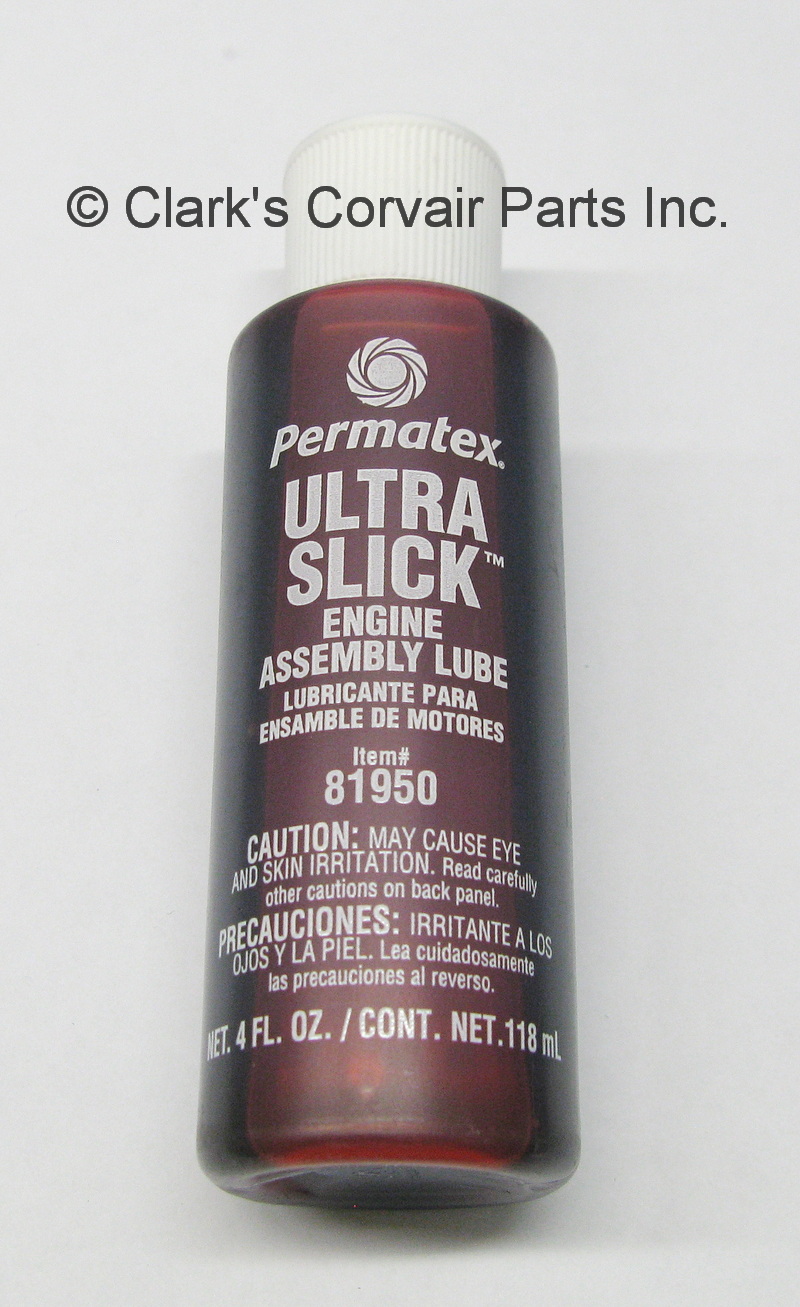 © Clark's Corvair Parts Inc.
Permatex®
ULTRA
SLICK™
ENGINE
ASSEMBLY LUBE
LUBRICANTE PARA
ENSAMBLE DE MOTORES
Item#
81950
CAUTION: MAY CAUSE EYE
AND SKIN IRRITATION. Read carefully
other cautions on back panel.
PRECAUCIONES: IRRITANTE A LOS
OJOS Y LA PIEL. Lea cuidadosamente
las precauciones al reverso.
NET. 4 FL. OZ. / CONT. NET.118 mL